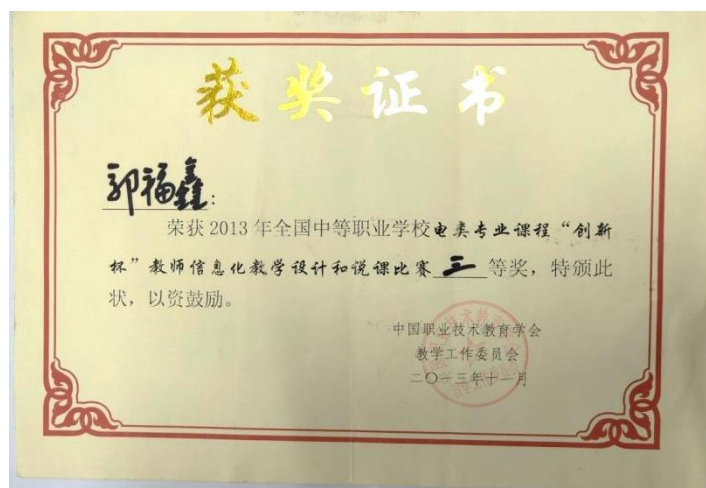 获奖证书
郭福鑫：
荣获2013年全国中等职业学校电类专业课程“创新
杯”教师信息化教学设计和说课比赛三等奖，特颁此
状，以资鼓励。
中国职业技术教育学会
教学工作委员会
二〇一三年十一月